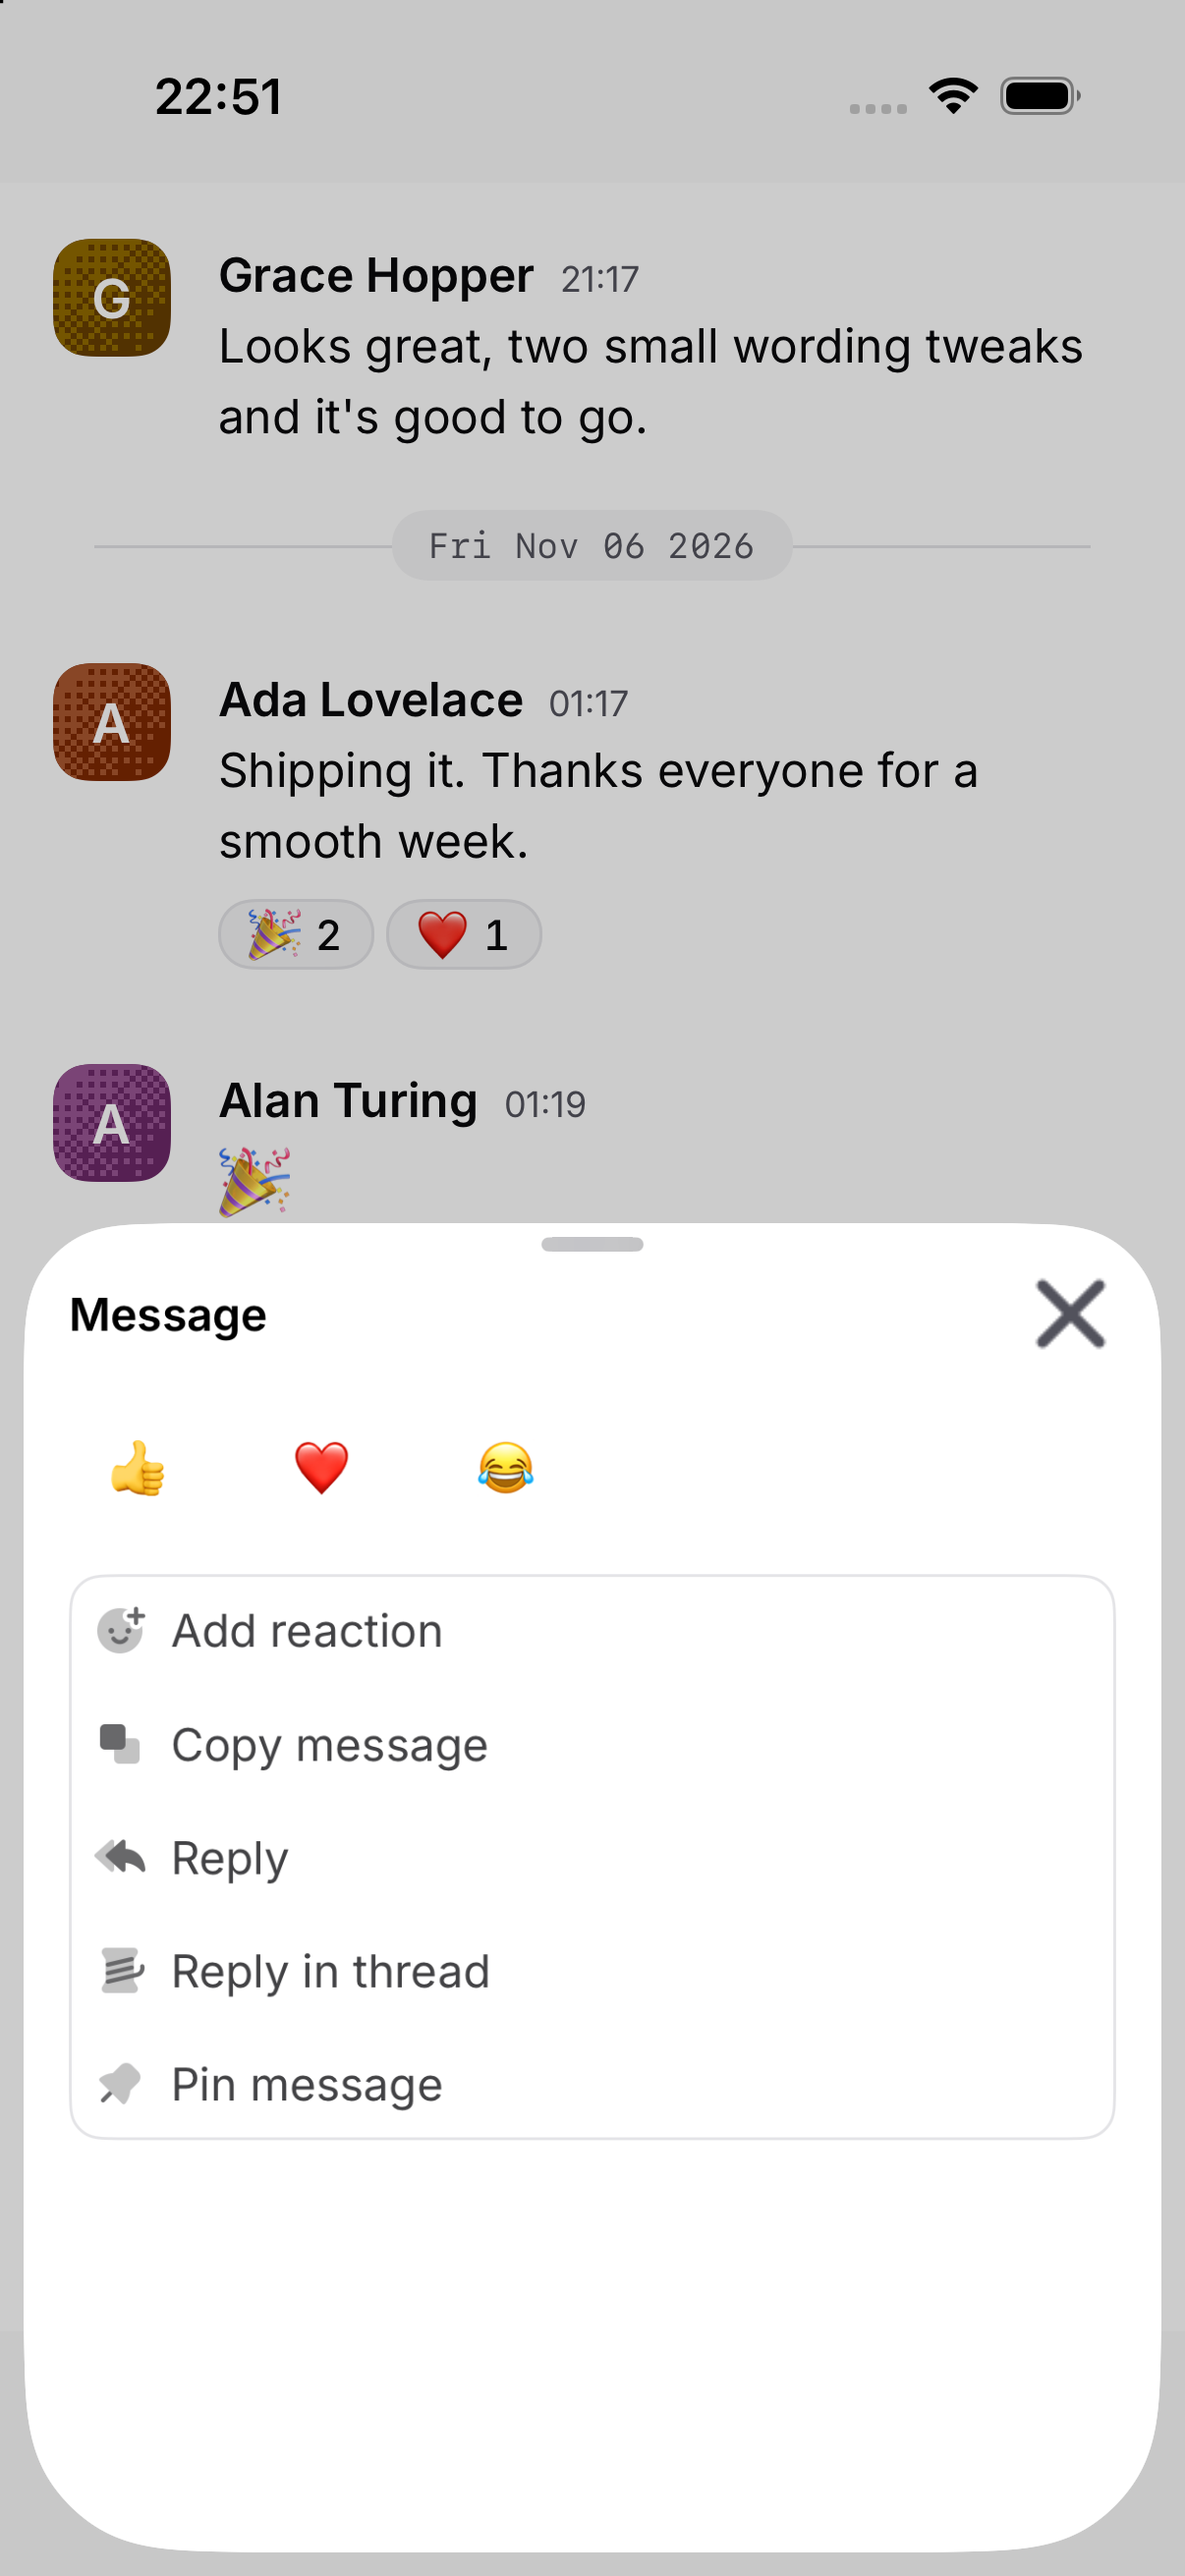 22:51
G
Grace Hopper 21:17
Looks great, two small wording tweaks
and it's good to go.
Fri Nov 06 2026
A
Ada Lovelace 01:17
Shipping it. Thanks everyone for a
smooth week.
🎉 2 ❤️ 1
A
Alan Turing 01:19
🎉
Message
👍 ❤️ 😂
Add reaction
Copy message
Reply
Reply in thread
Pin message